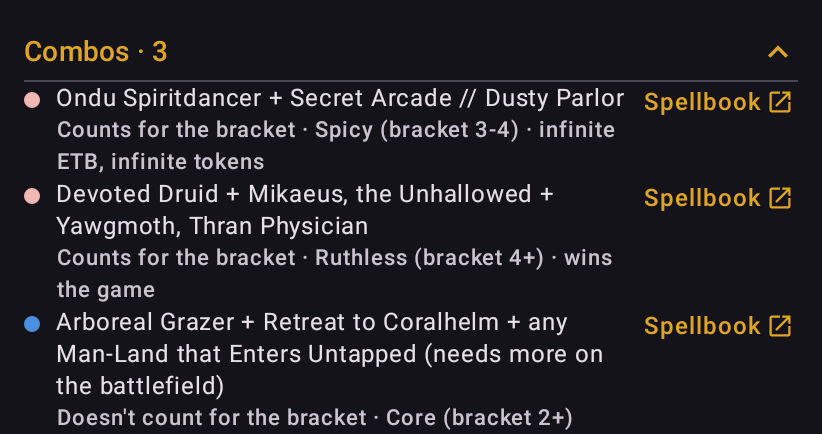 Combos · 3
Ondu Spiritdancer + Secret Arcade // Dusty Parlor
Spellbook
Counts for the bracket · Spicy (bracket 3-4) · infinite
ETB, infinite tokens
Devoted Druid + Mikaeus, the Unhallowed +
Spellbook
Yawgmoth, Thran Physician
Counts for the bracket · Ruthless (bracket 4+) · wins
the game
Arboreal Grazer + Retreat to Coralhelm + any
Spellbook
Man-Land that Enters Untapped (needs more on
the battlefield)
Doesn't count for the bracket · Core (bracket 2+)